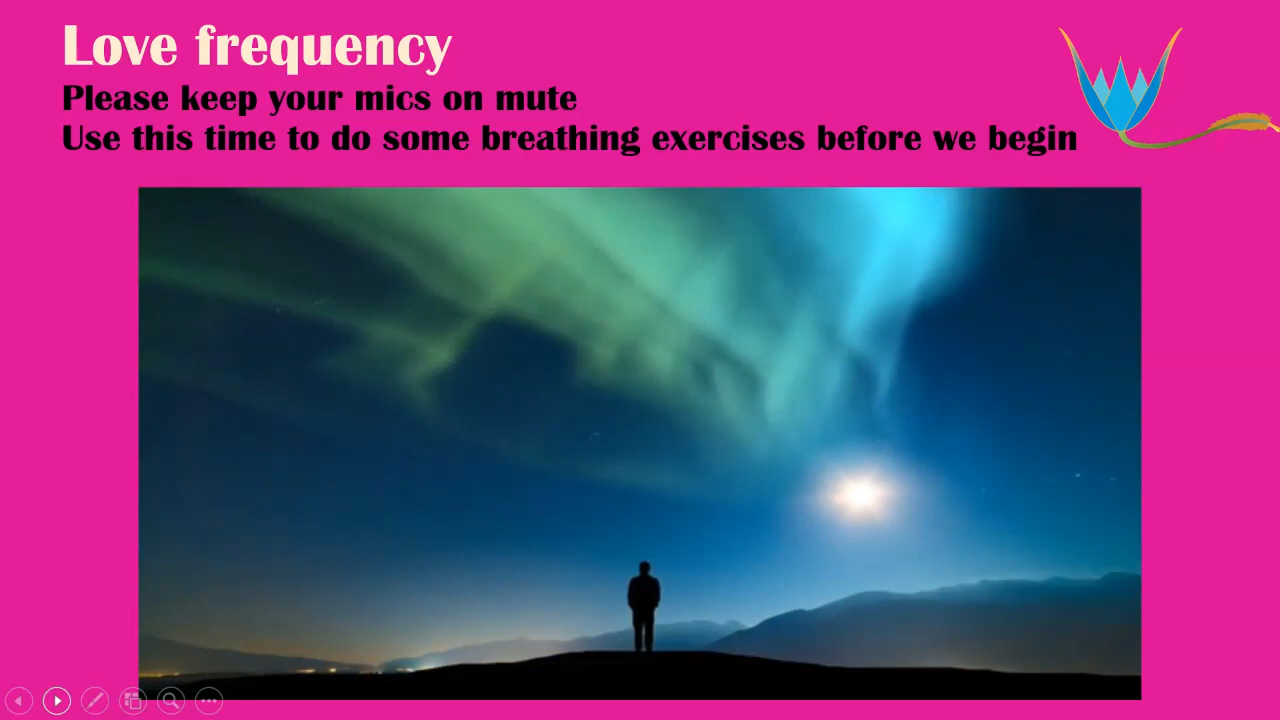 Love frequency
Please keep your mics on mute
Use this time to do some breathing exercises before we begin